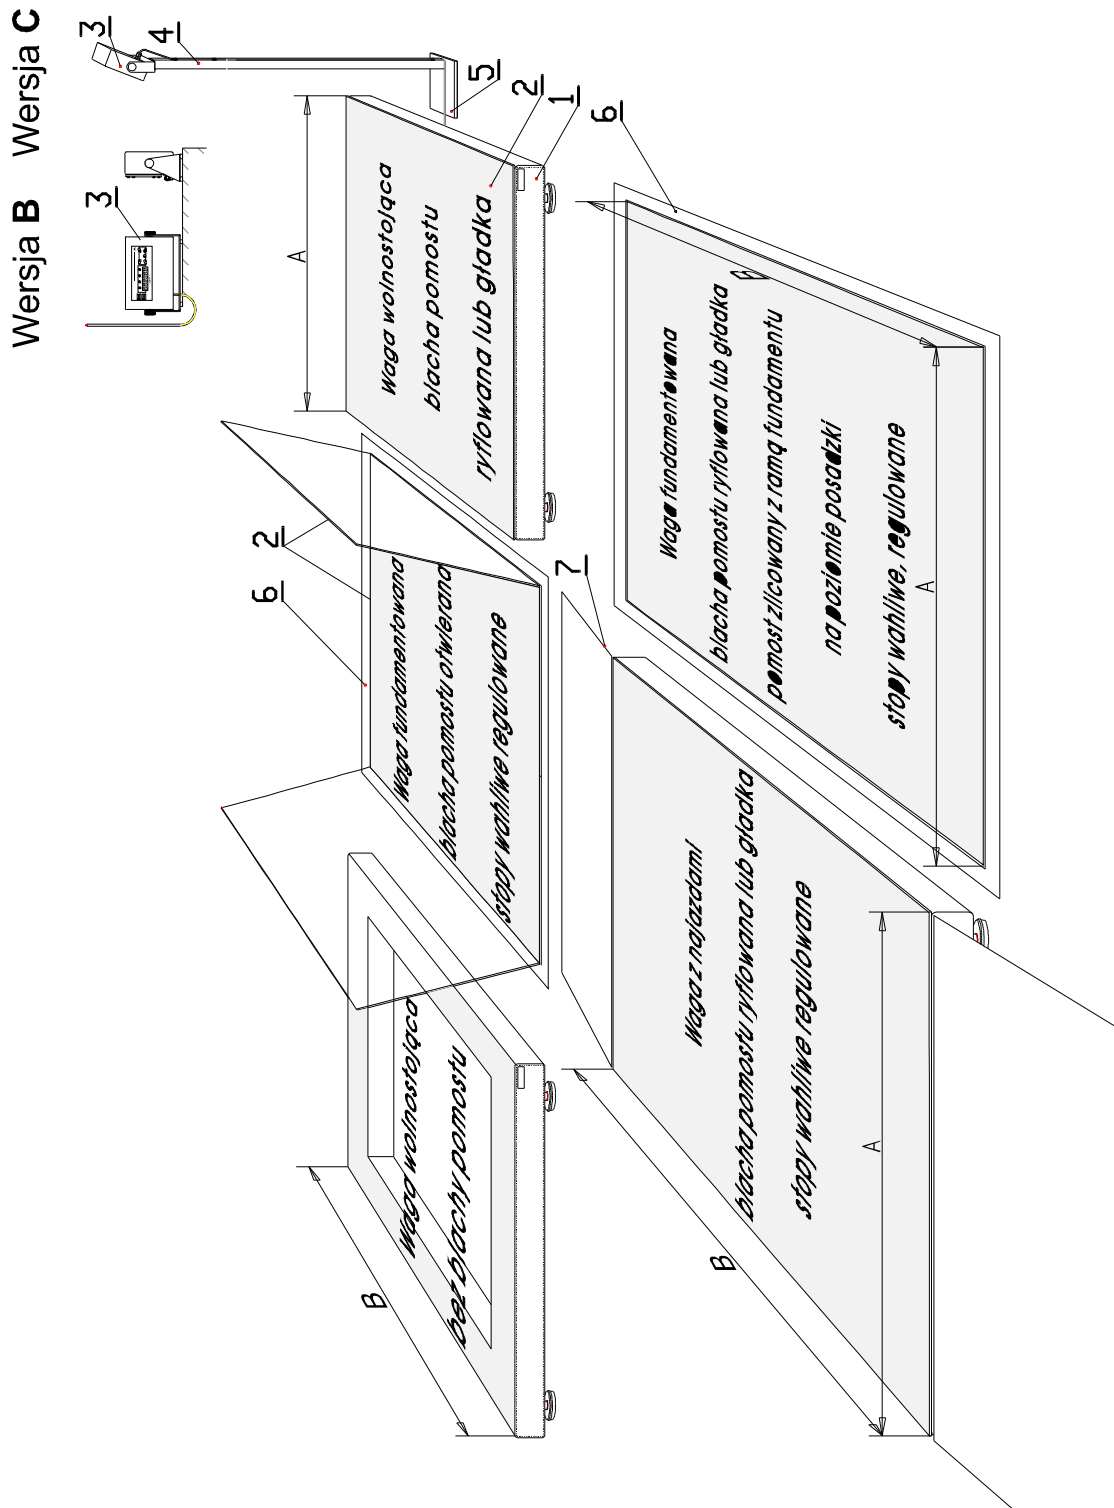 Wersja B
Wersja C
3
3
4
5
2
1
A
Waga wolnostojąca
blacha pomostu
ryflowana lub gładka
6
2
Waga fundamentowana
blacha pomostu otwierana
stopy wahliwe regulowane
B
Waga wolnostojąca
bez blachy pomostu
6
B
Waga fundamentowana
blacha pomostu ryflowana lub gładka
pomost zlicowany z ramą fundamentu
na poziomie posadzki
stopy wahliwe, regulowane
A
7
Waga z najazdami
blacha pomostu ryflowana lub gładka
stopy wahliwe regulowane
B
A